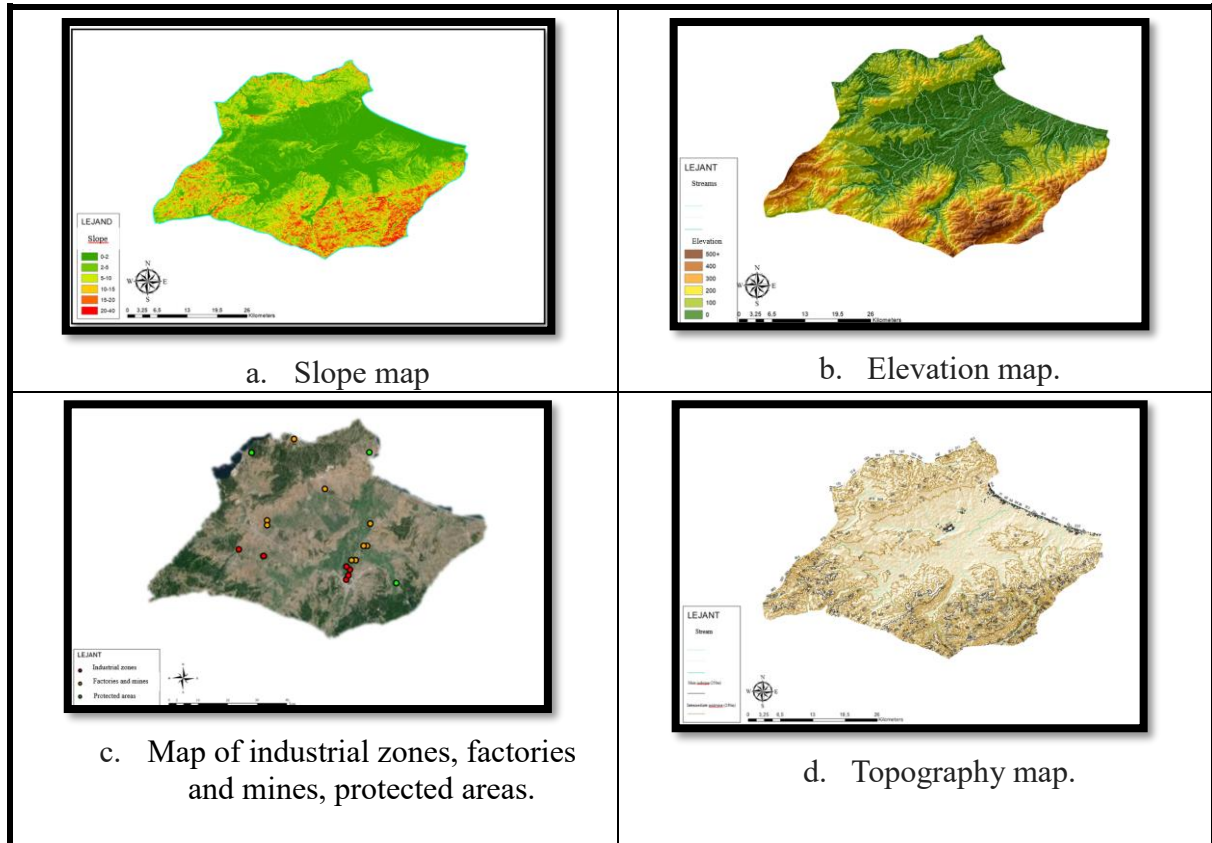 LEJAND
Slope
0-2
2-5
5-10
10-15
15-20
20-40
N
W
E
S
0 3.25 6.5 13 19.5 26
Kilometers
a. Slope map
LEJANT
Streams
Elevation
500+
400
300
200
100
0
N
W
E
S
0 3.25 6.5 13 19.5 26
Kilometers
b. Elevation map.
LEJANT
Industrial zones
Factories and mines
Protected areas
c. Map of industrial zones, factories
and mines, protected areas.
LEJANT
Stream
N
W
E
S
0 3.25 6.5 13 19.5 26
Kilometers
d. Topography map.